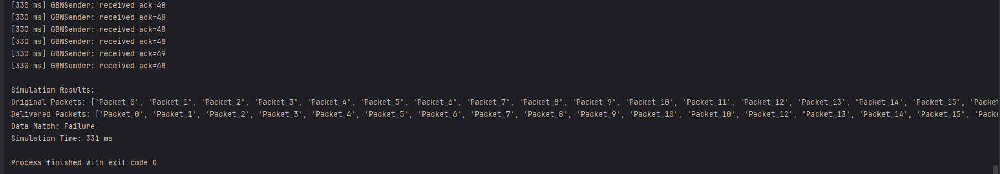 [330 ms] GBNSender: received ack=48
[330 ms] GBNSender: received ack=48
[330 ms] GBNSender: received ack=48
[330 ms] GBNSender: received ack=48
[330 ms] GBNSender: received ack=49
[330 ms] GBNSender: received ack=48
Simulation Results:
Original Packets: ['Packet_0', 'Packet_1', 'Packet_2', 'Packet_3', 'Packet_4', 'Packet_5', 'Packet_6', 'Packet_7', 'Packet_8', 'Packet_9', 'Packet_10', 'Packet_11', 'Packet_12', 'Packet_13', 'Packet_14', 'Packet_15', 'Packet
Delivered Packets: ['Packet_0', 'Packet_1', 'Packet_2', 'Packet_3', 'Packet_4', 'Packet_5', 'Packet_6', 'Packet_7', 'Packet_8', 'Packet_9', 'Packet_10', 'Packet_10', 'Packet_12', 'Packet_13', 'Packet_14', 'Packet_15', 'Packe
Data Match: Failure
Simulation Time: 331 ms
Process finished with exit code 0